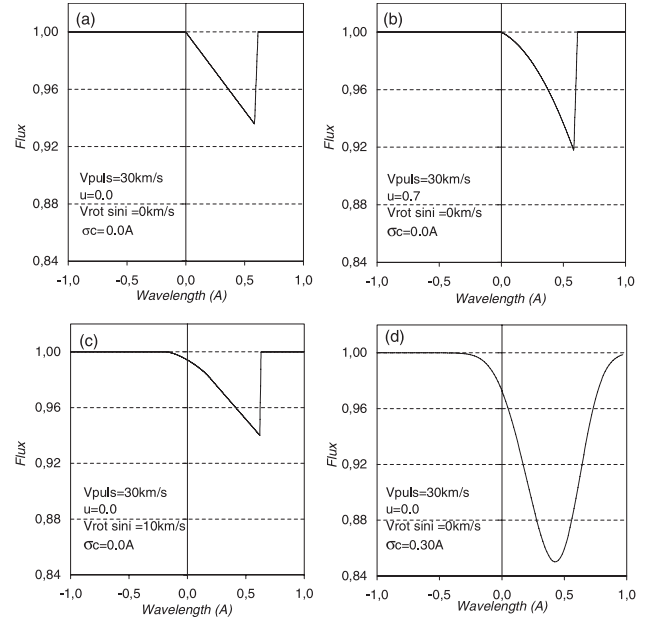 (a)
1,00
0,96
0,92
0,88
0,84
Flux
Vpuls=30km/s
u=0.0
Vrot sini =0km/s
σc=0.0A
-1,0 -0,5 0,0 0,5 1,0
Wavelength (A)
(b)
1,00
0,96
0,92
0,88
0,84
Flux
Vpuls=30km/s
u=0.7
Vrot sini =0km/s
σc=0.0A
-1,0 -0,5 0,0 0,5 1,0
Wavelength (A)
(c)
1,00
0,96
0,92
0,88
0,84
Flux
Vpuls=30km/s
u=0.0
Vrot sini =10km/s
σc=0.0A
-1,0 -0,5 0,0 0,5 1,0
Wavelength (A)
(d)
1,00
0,96
0,92
0,88
0,84
Flux
Vpuls=30km/s
u=0.0
Vrot sini =0km/s
σc=0.30A
-1,0 -0,5 0,0 0,5 1,0
Wavelength (A)